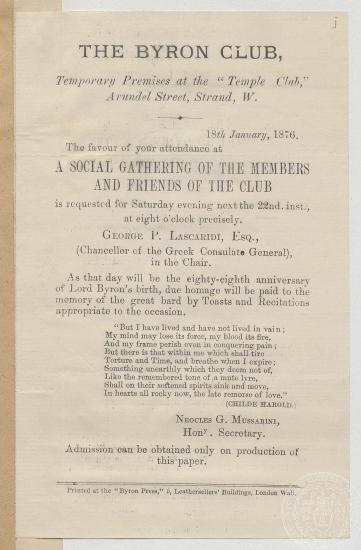 j
THE BYRON CLUB,
Temporary Premises at the "Temple Club,"
Arundel Street, Strand, W.
18th January, 1876.
The favour of your attendance at
A SOCIAL GATHERING OF THE MEMBERS
AND FRIENDS OF THE CLUB
is requested for Saturday evening next the 22nd. inst.,
at eight o'clock precisely.
GEORGE P. LASCARIDI, ESQ.,
(Chancellor of the Greek Consulate General),
in the Chair.
As that day will be the eighty-eighth anniversary
of Lord Byron's birth, due homage will be paid to the
memory of the great bard by Toasts and Recitations
appropriate to the occasion.
"But I have lived and have not lived in vain;
My mind may lose its force, my blood its fire,
And my frame perish even in conquering pain;
But there is that within me which shall tire
Torture and Time, and breathe when I expire;
Something unearthly which they deem not of,
Like the remembered tone of a mute lyre,
Shall on their softened spirits sink and move,
In hearts all rocky now, the late remorse of love."
(CHILDE HAROLD.)
NEOCLES G. MUSSABINI,
Hony. Secretary.
Admission can be obtained only on production of
this paper.
Printed at the "Byron Press," 5, Leathersellers' Buildings, London Wall.